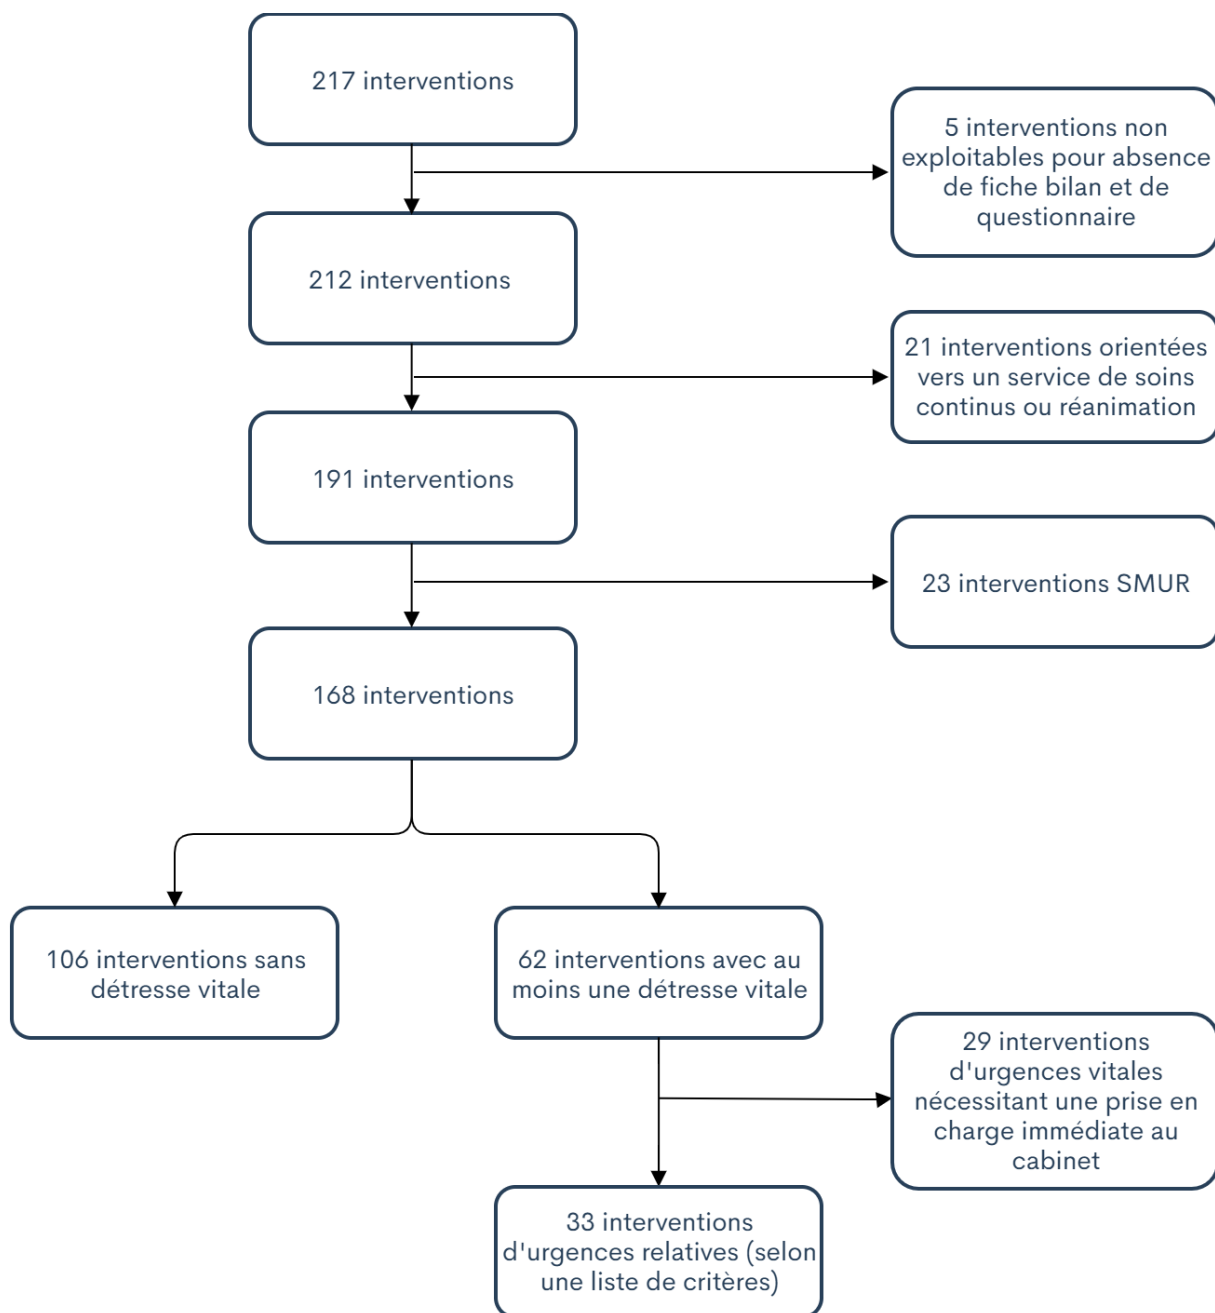 217 interventions
5 interventions non
exploitables pour absence
de fiche bilan et de
questionnaire
212 interventions
21 interventions orientées
vers un service de soins
continus ou réanimation
191 interventions
23 interventions SMUR
168 interventions
106 interventions sans
détresse vitale
62 interventions avec au
moins une détresse vitale
29 interventions
d'urgences vitales
nécessitant une prise en
charge immédiate au
cabinet
33 interventions
d'urgences relatives (selon
une liste de critères)